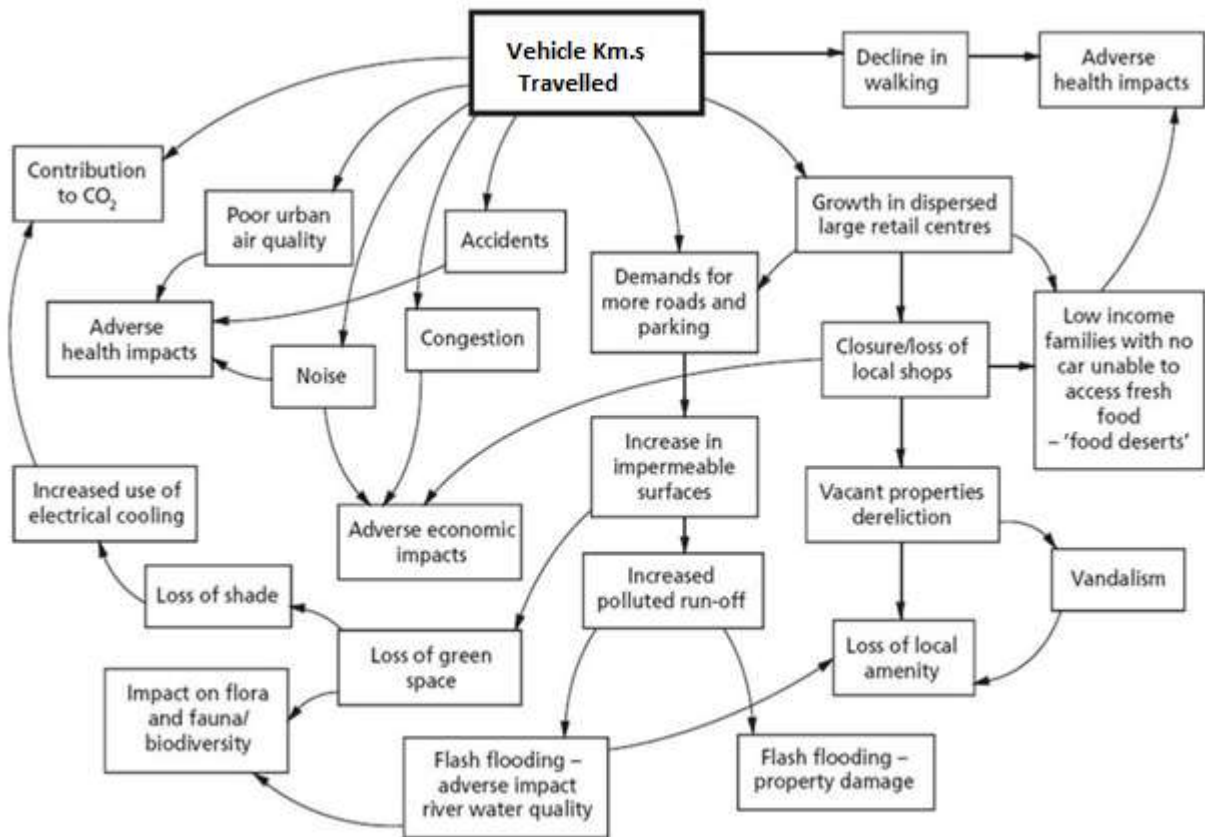 Vehicle Km.s
Travelled
Decline in
walking
Adverse
health impacts
Contribution
to CO₂
Poor urban
air quality
Accidents
Growth in dispersed
large retail centres
Demands for
more roads and
parking
Adverse
health impacts
Noise
Congestion
Closure/loss of
local shops
Low income
families with no
car unable to
access fresh
food
– ‘food deserts’
Increase in
impermeable
surfaces
Increased use of
electrical cooling
Adverse economic
impacts
Vacant properties
dereliction
Increased
polluted run-off
Vandalism
Loss of shade
Loss of green
space
Loss of local
amenity
Impact on flora
and fauna/
biodiversity
Flash flooding –
adverse impact
river water quality
Flash flooding –
property damage